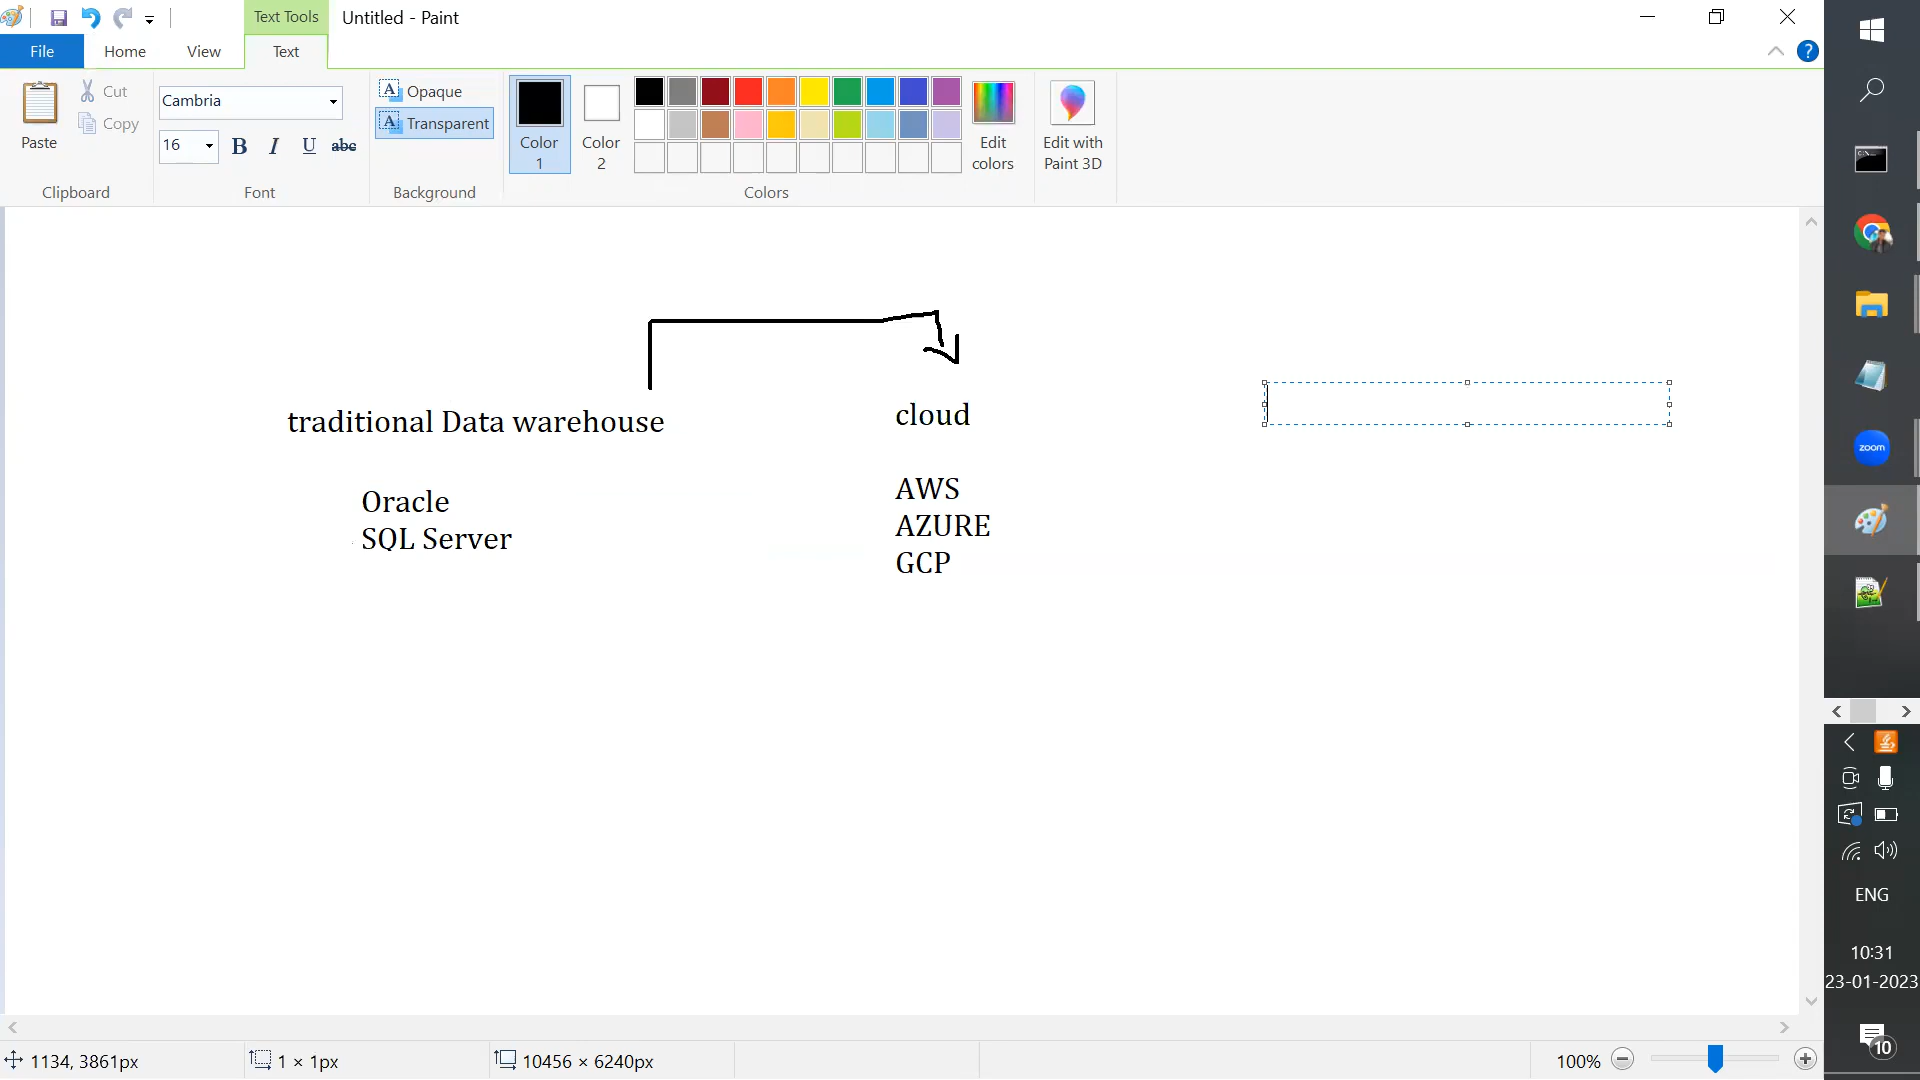 Text Tools
Untitled - Paint
File
Home
View
Text
?
Paste
Cut
Copy
Clipboard
Cambria
16
B
I
U
abc
Font
A Opaque
A Transparent
Background
Color
1
Color
2
Colors
Edit
colors
Edit with
Paint 3D
traditional Data warehouse
cloud
Oracle
SQL Server
AWS
AZURE
GCP
zoom
ENG
10:31
23-01-2023
10
1134, 3861px
1 × 1px
10456 × 6240px
100%